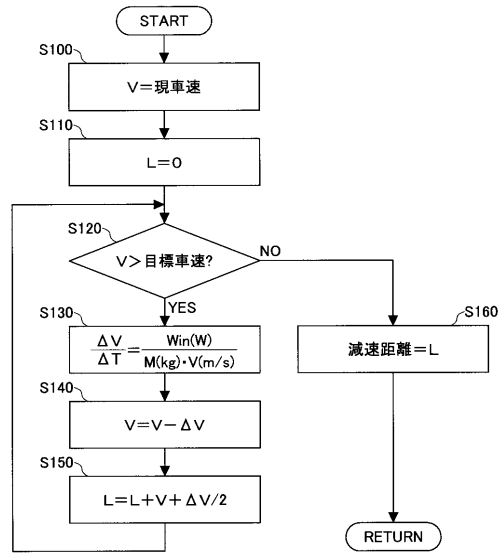 START
S100
V=現車速
S110
L=0
S120
V>目標車速?
NO
YES
S130
ΔV/ΔT=Win(W)/M(kg)・V(m/s)
S140
V=V-ΔV
S150
L=L+V+ΔV/2
S160
減速距離=L
RETURN